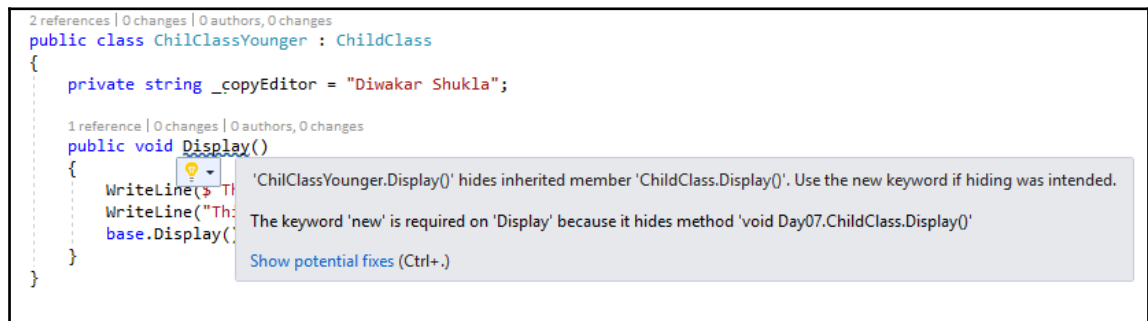 2 references | 0 changes | 0 authors, 0 changes
public class ChilClassYounger : ChildClass
{
private string _copyEditor = "Diwakar Shukla";
1 reference | 0 changes | 0 authors, 0 changes
public void Display()
{
WriteLine($"Th
WriteLine("Thi
base.Display()
}
}
'ChilClassYounger.Display()' hides inherited member 'ChildClass.Display()'. Use the new keyword if hiding was intended.
The keyword 'new' is required on 'Display' because it hides method 'void Day07.ChildClass.Display()'
Show potential fixes (Ctrl+.)